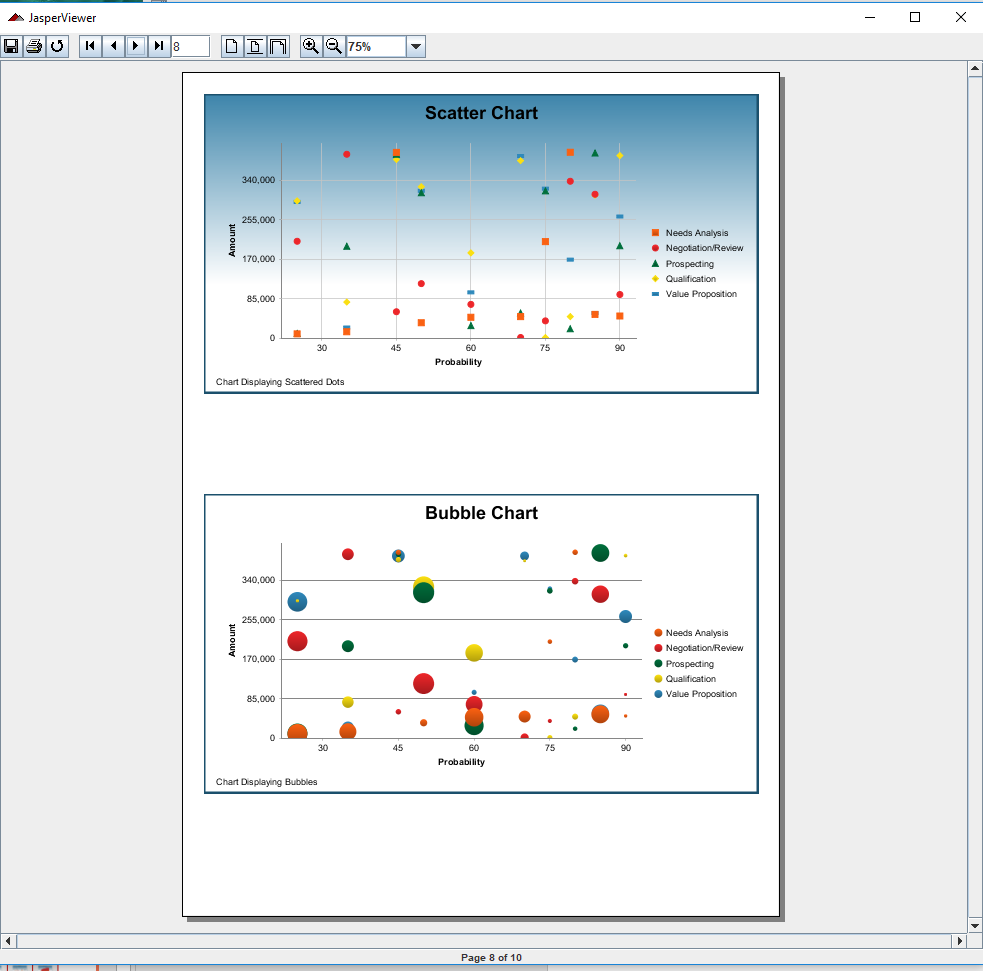 JasperViewer
8
75%
Scatter Chart
340,000
255,000
170,000
85,000
0
Amount
30 45 60 75 90
Probability
Needs Analysis
Negotiation/Review
Prospecting
Qualification
Value Proposition
Chart Displaying Scattered Dots
Bubble Chart
340,000
255,000
170,000
85,000
0
Amount
30 45 60 75 90
Probability
Needs Analysis
Negotiation/Review
Prospecting
Qualification
Value Proposition
Chart Displaying Bubbles
Page 8 of 10